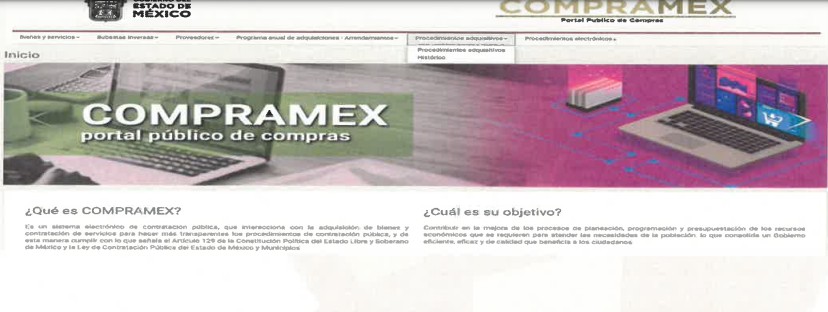 ESTADO DE
MÉXICO
COMPRAMEX
Portal Público de Compras
Bienes y servicios Subastas Inversas Proveedores Programa anual de adquisiciones - Arrendamientos Procedimientos adquisitivos Procedimientos electrónicos
Procedimientos adquisitivos
Histórico
Inicio
COMPRAMEX
portal público de compras
¿Qué es COMPRAMEX?
Es un sistema electrónico de contratación pública, que interacciona con la adquisición de bienes y
contratación de servicios para hacer más transparentes los procedimientos de contratación pública, y de
esta manera cumplir con lo que señala el Artículo 129 de la Constitución Política del Estado Libre y Soberano
de México y la Ley de Contratación Pública del Estado de México y Municipios
¿Cuál es su objetivo?
Contribuir en la mejora de los procesos de planeación, programación y presupuestación de los recursos
económicos que se requieren para atender las necesidades de la población, lo que consolida un Gobierno
eficiente, eficaz y de calidad que beneficia a los ciudadanos